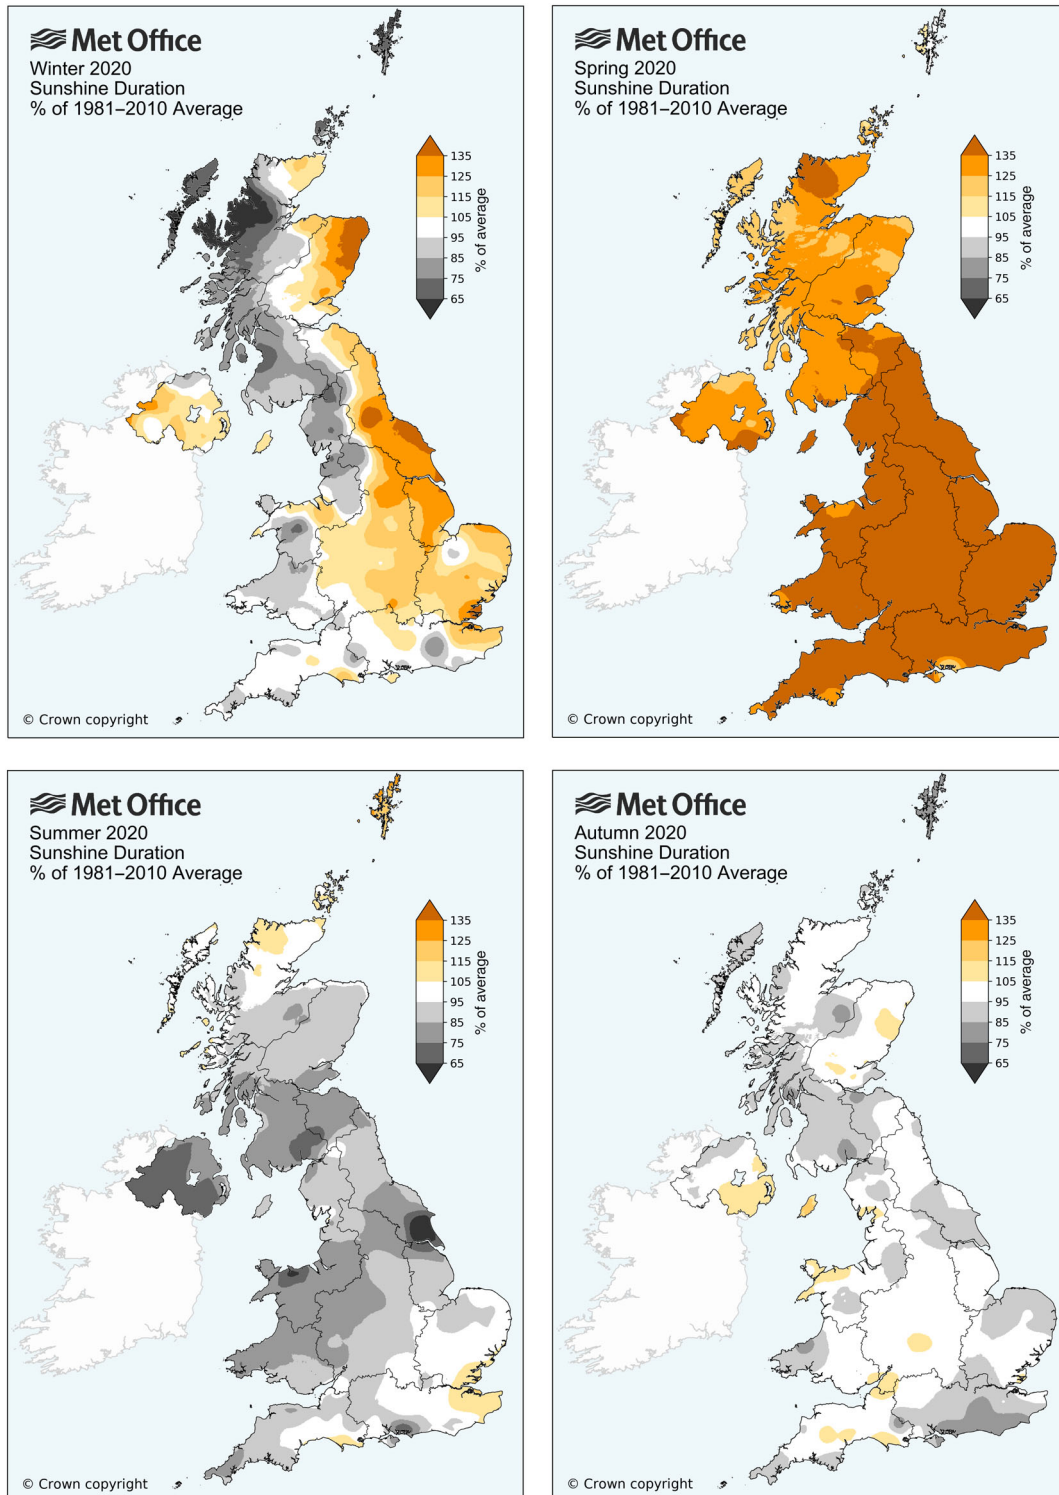 Met Office
Winter 2020
Sunshine Duration
% of 1981–2010 Average
135
125
115
105
95
85
75
65
% of average
© Crown copyright
Met Office
Spring 2020
Sunshine Duration
% of 1981–2010 Average
135
125
115
105
95
85
75
65
% of average
© Crown copyright
Met Office
Summer 2020
Sunshine Duration
% of 1981–2010 Average
135
125
115
105
95
85
75
65
% of average
© Crown copyright
Met Office
Autumn 2020
Sunshine Duration
% of 1981–2010 Average
135
125
115
105
95
85
75
65
% of average
© Crown copyright